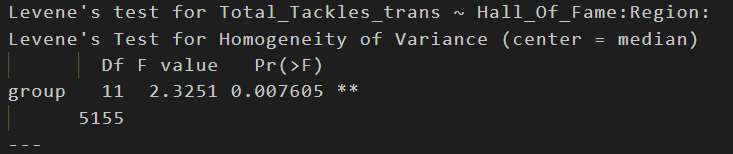 Levene's test for Total_Tackles_trans ~ Hall_Of_Fame:Region:
Levene's Test for Homogeneity of Variance (center = median)
Df F value Pr(>F)
group 11 2.3251 0.007605 **
5155
---